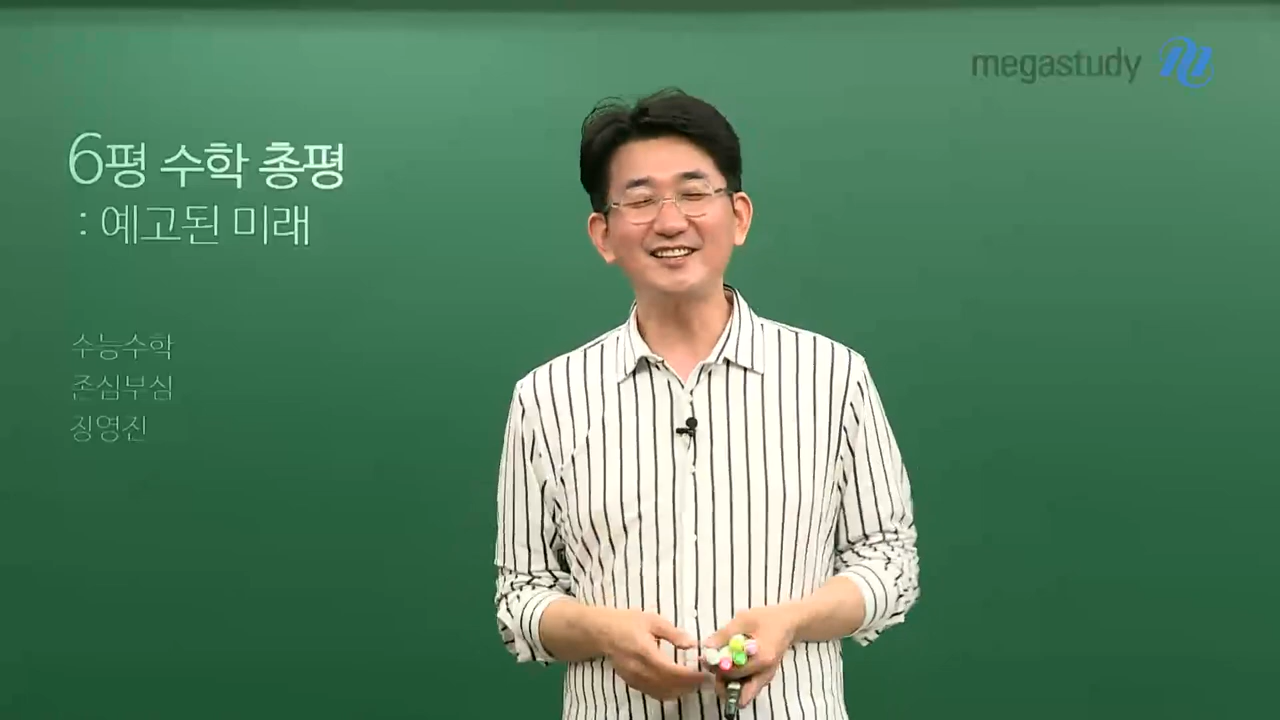 megastudy
6평 수학 총평
: 예고된 미래
수능수학
존심부심
징영진